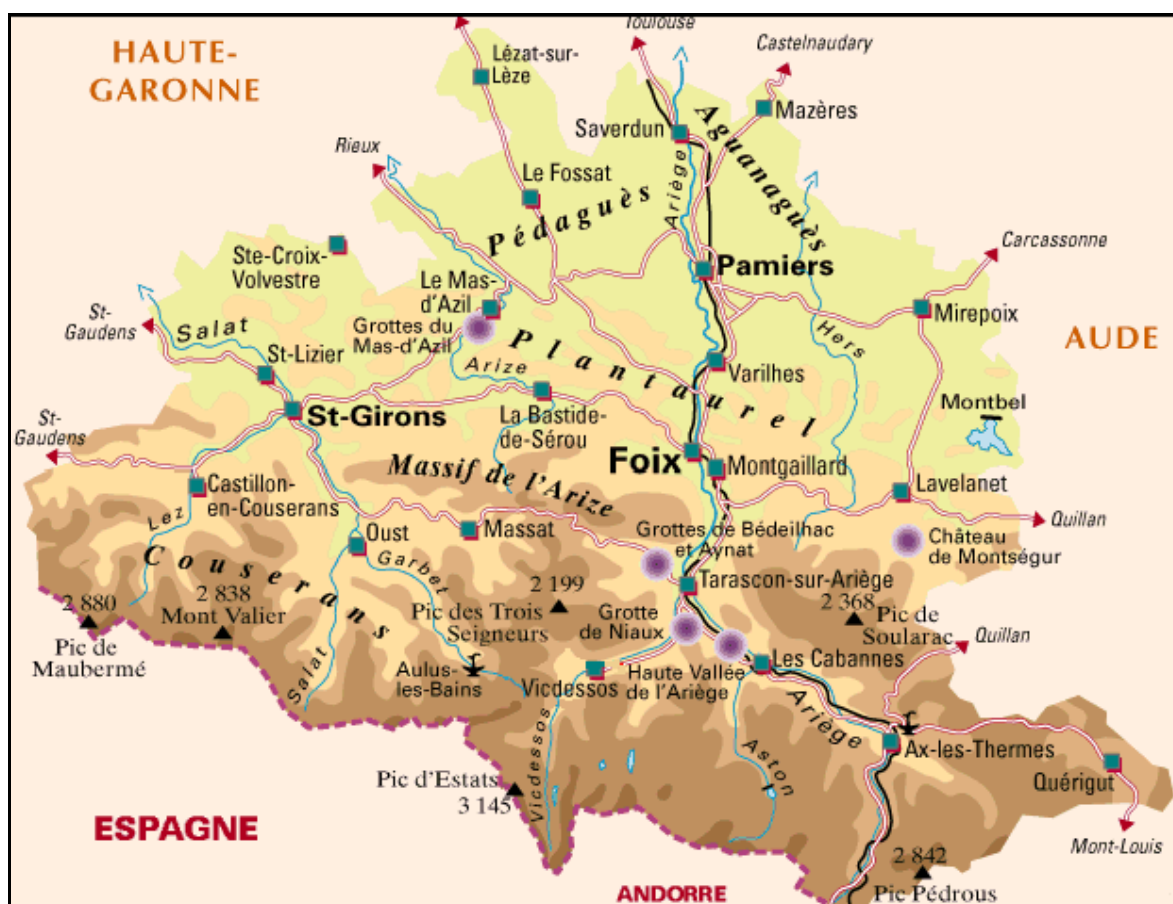 HAUTE-
GARONNE
Toulouse
Castelnaudary
Lézat-sur-
Lèze
Mazères
Saverdun
Aguanaguès
Rieux
Le Fossat
Ariège
Pédaguès
Ste-Croix-
Volvestre
Carcassonne
Pamiers
Le Mas-
d'Azil
St-
Gaudens
Salat
Grottes du
Mas-d'Azil
Mirepoix
AUDE
Hers
St-Lizier
Arize
Plantaurel
Varilhes
St-Girons
La Bastide-
de-Sérou
Montbel
St-
Gaudens
Foix
Montgaillard
Massif de l'Arize
Castillon-
en-Couserans
Lavelanet
Lez
Quillan
Oust
Massat
Grottes de Bédeilhac
et Aynat
Château
de Montségur
Couserans
Garbet
Tarascon-sur-Ariège
2 880
Pic de
Maubermé
2 838
Mont Valier
2 199
Pic des Trois
Seigneurs
Grotte
de Niaux
2 368
Pic de
Soularac
Quillan
Salat
Aulus-
les-Bains
Vicdessos
Haute Vallée
de l'Ariège
Les Cabannes
Ariège
Vicdessos
Aston
Ax-les-Thermes
Quérigut
Pic d'Estats
3 145
ESPAGNE
Mont-Louis
2 842
Pic Pédrous
ANDORRE